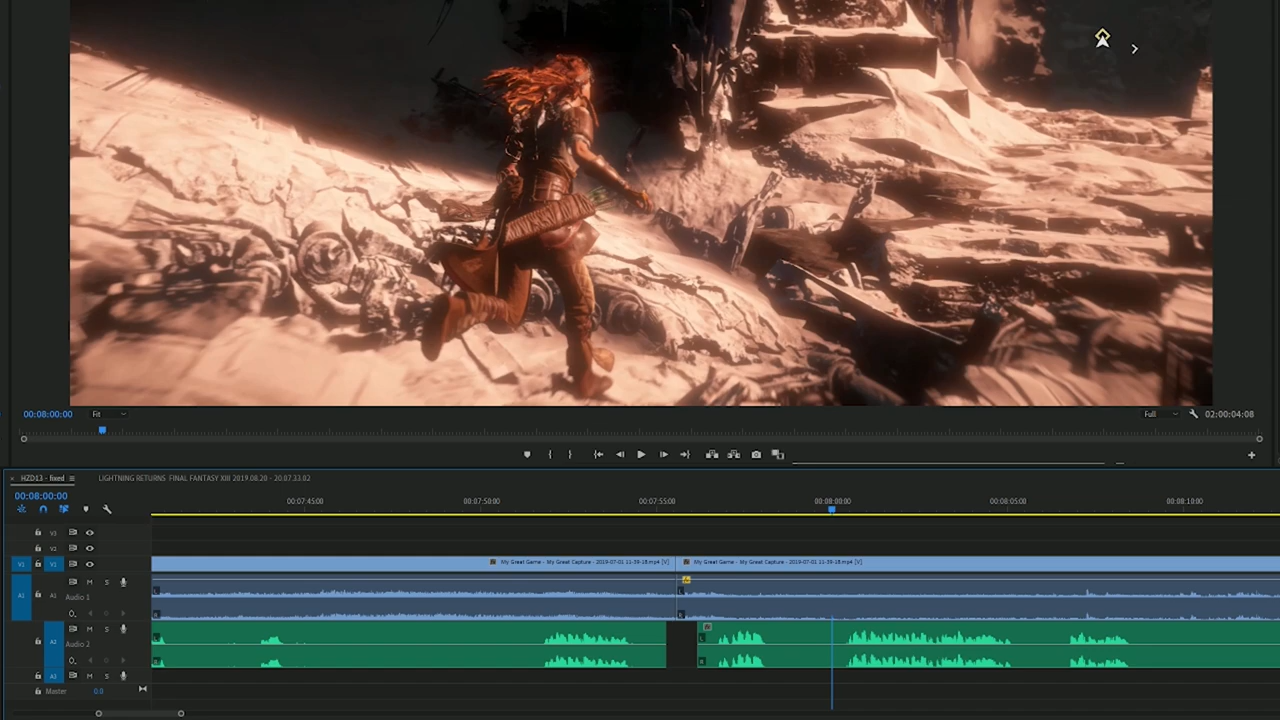 00:08:00:00 Fit Full 02:00:04:08
× HZD13 - fixed ≡ LIGHTNING RETURNS FINAL FANTASY XIII 2019.08.20 - 20.07.33.02
00:08:00:00
00:07:45:00 00:07:50:00 00:07:55:00 00:08:00:00 00:08:05:00 00:08:10:00
V3
V2
V1 V1 My Great Game - My Great Capture - 2019-07-01 11-39-18.mp4 [V] My Great Game - My Great Capture - 2019-07-01 11-39-18.mp4 [V]
M S
A1 A1 Audio 1
L L
R R
M S
A2 Audio 2
L L
R R
A3 M S
Master 0.0